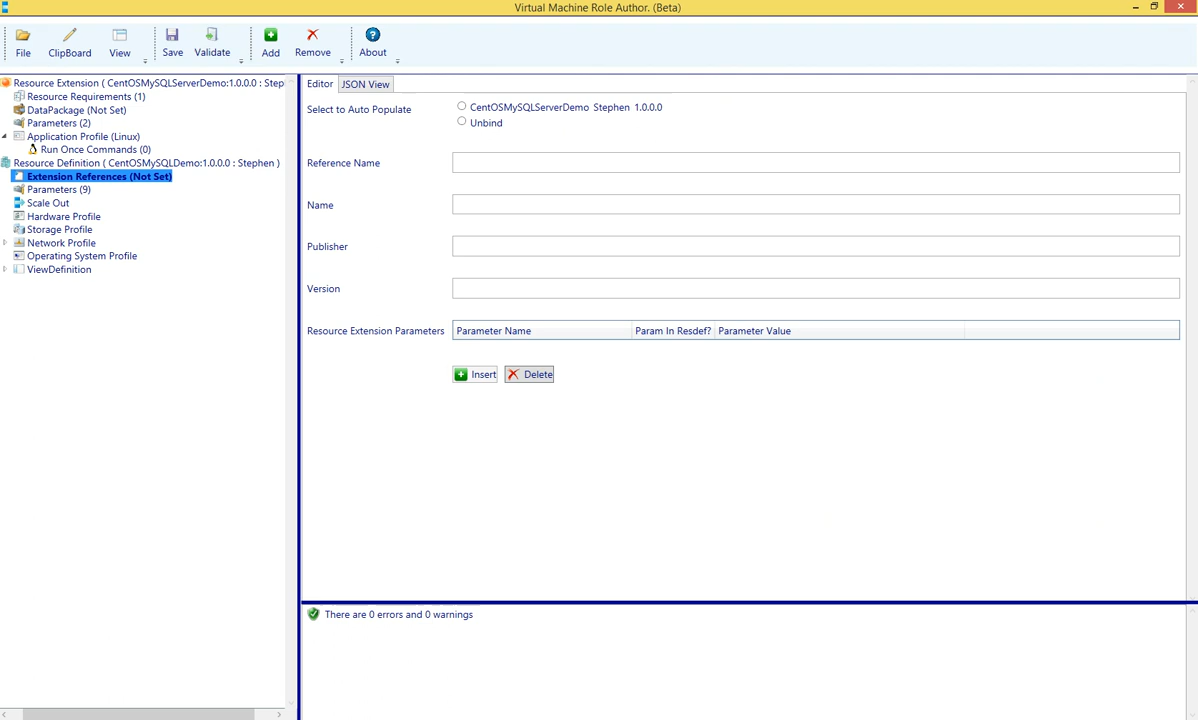 Virtual Machine Role Author. (Beta)
File ClipBoard View Save Validate Add Remove About
Resource Extension ( CentOSMySQLServerDemo:1.0.0.0 : Step
Resource Requirements (1)
DataPackage (Not Set)
Parameters (2)
Application Profile (Linux)
Run Once Commands (0)
Resource Definition ( CentOSMySQLDemo:1.0.0.0 : Stephen )
Extension References (Not Set)
Parameters (9)
Scale Out
Hardware Profile
Storage Profile
Network Profile
Operating System Profile
ViewDefinition
Editor JSON View
Select to Auto Populate
CentOSMySQLServerDemo Stephen 1.0.0.0
Unbind
Reference Name
Name
Publisher
Version
Resource Extension Parameters
Parameter Name Param In Resdef? Parameter Value
Insert Delete
There are 0 errors and 0 warnings